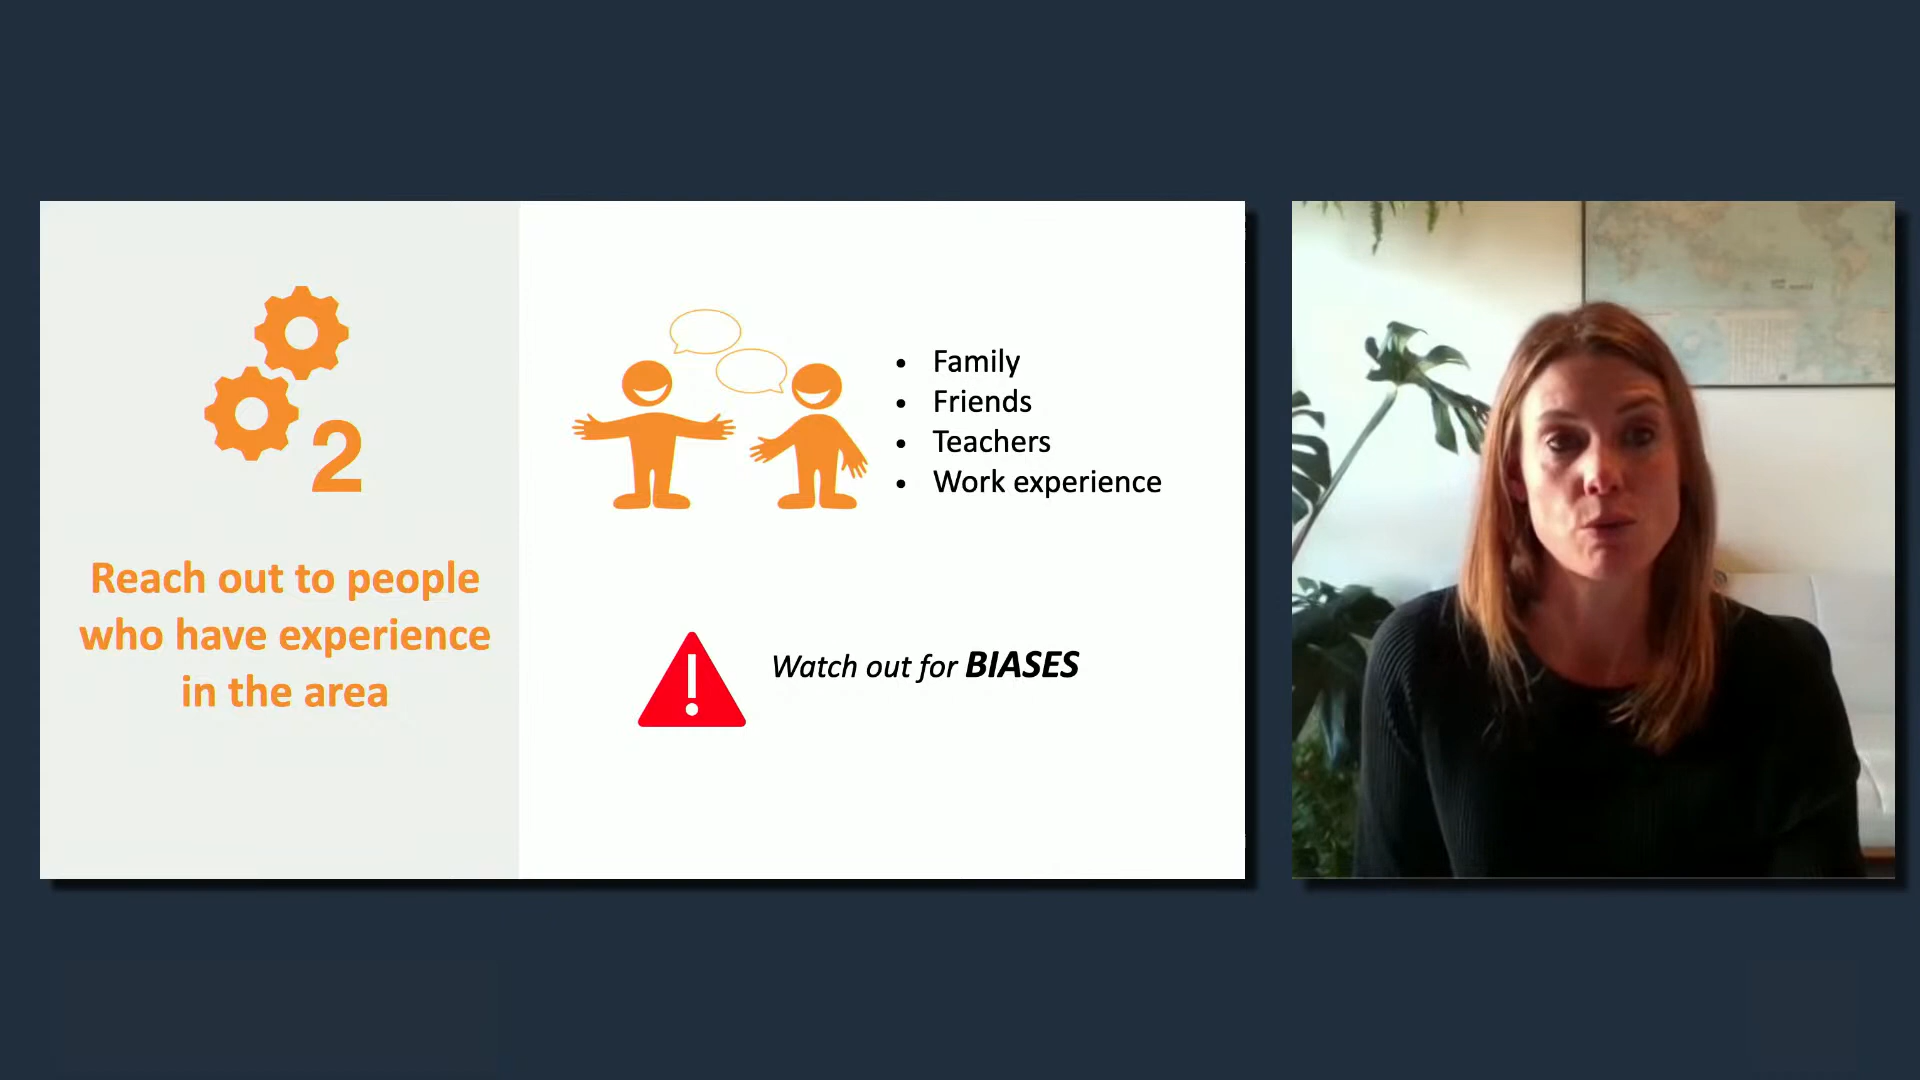 2
Reach out to people
who have experience
in the area
• Family
• Friends
• Teachers
• Work experience
Watch out for BIASES